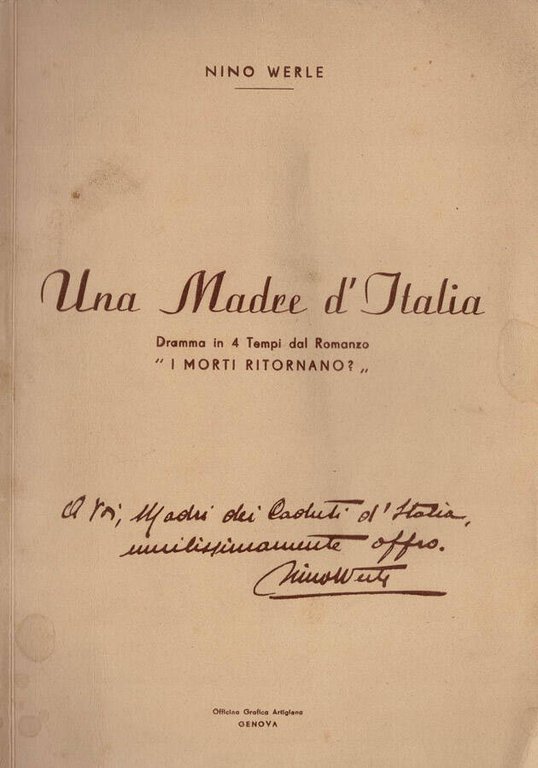 NINO WERLE
Una Madre d'Italia
Dramma in 4 Tempi dal Romanzo
" I MORTI RITORNANO? „
A Voi, Madri dei Caduti d'Italia,
umilissimamente offro.
Nino Werle
Officina Grafica Artigiana
GENOVA